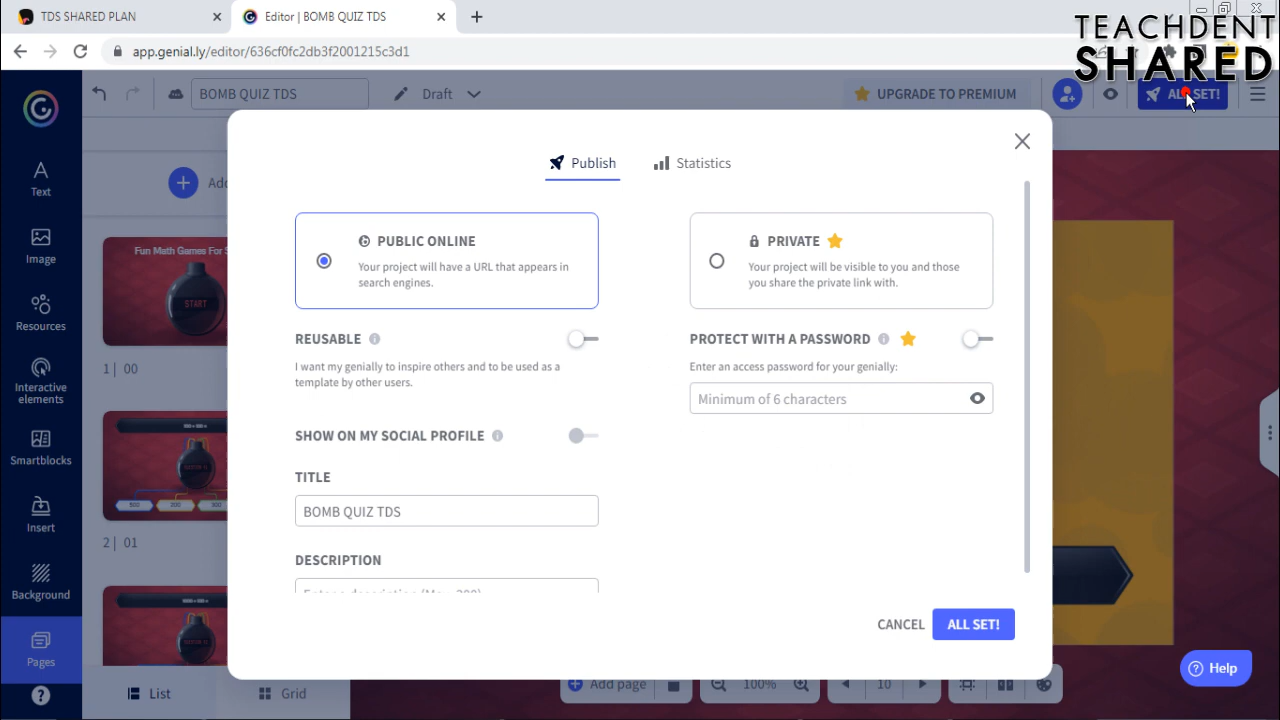 TDS SHARED PLAN
Editor | BOMB QUIZ TDS
TEACHDENT
SHARED
app.genial.ly/editor/636cf0fc2db3f2001215c3d1
BOMB QUIZ TDS
Draft
UPGRADE TO PREMIUM
ALL SET!
Publish
Statistics
Text
Image
Resources
Interactive
elements
Smartblocks
Insert
Background
Pages
Fun Math Games For S
START
1 | 00
500
200
300
2 | 01
List
Grid
PUBLIC ONLINE
Your project will have a URL that appears in
search engines.
PRIVATE
Your project will be visible to you and those
you share the private link with.
REUSABLE
I want my genially to inspire others and to be used as a
template by other users.
PROTECT WITH A PASSWORD
Enter an access password for your genially:
Minimum of 6 characters
SHOW ON MY SOCIAL PROFILE
TITLE
BOMB QUIZ TDS
DESCRIPTION
CANCEL
ALL SET!
Add page
100%
10
Help